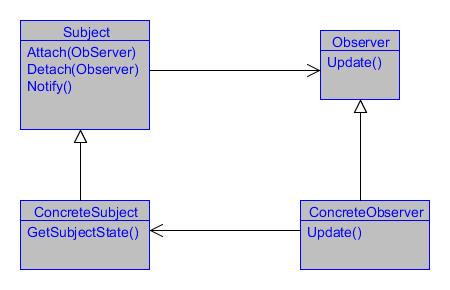 Subject
Attach(ObServer)
Detach(Observer)
Notify()
Observer
Update()
ConcreteSubject
GetSubjectState()
ConcreteObserver
Update()